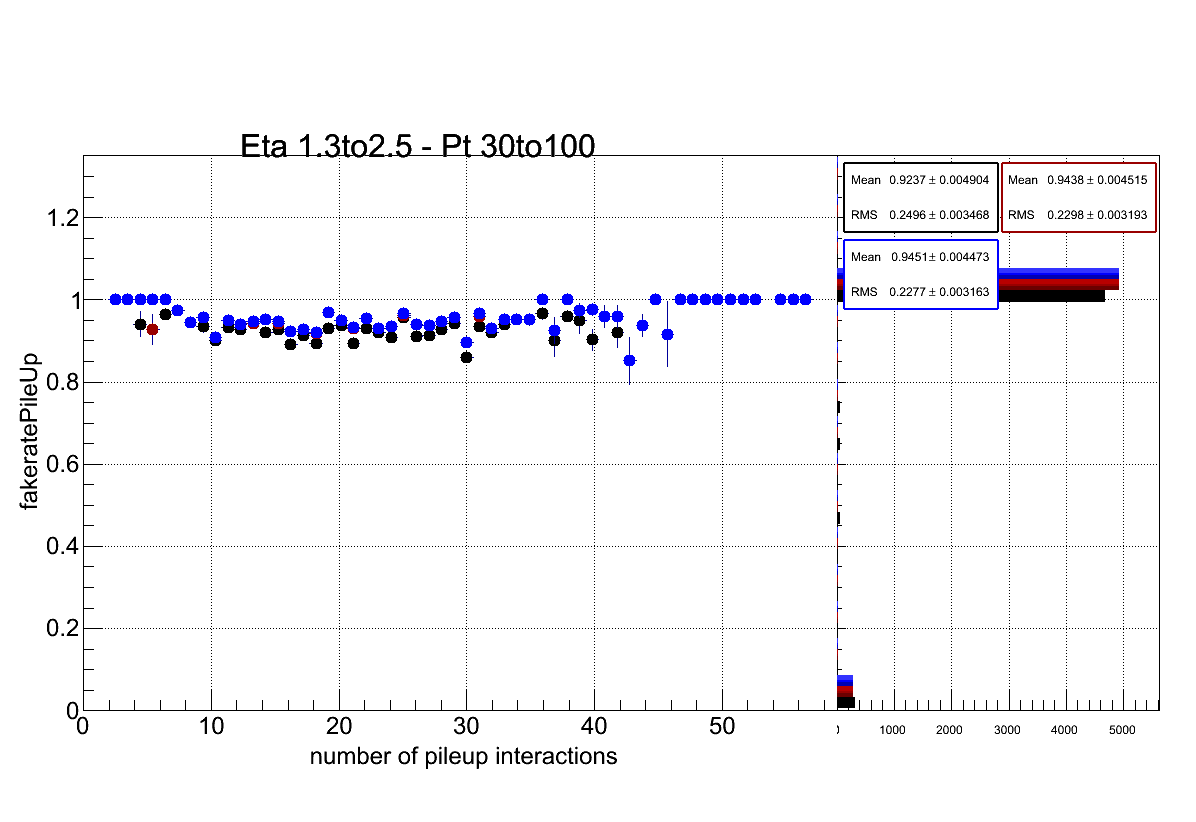 Eta 1.3to2.5 - Pt 30to100
Mean 0.9237 ± 0.004904
RMS 0.2496 ± 0.003468
Mean 0.9438 ± 0.004515
RMS 0.2298 ± 0.003193
Mean 0.9451 ± 0.004473
RMS 0.2277 ± 0.003163
fakeratePileUp
1.2
1
0.8
0.6
0.4
0.2
0
0 10 20 30 40 50
number of pileup interactions
1000 2000 3000 4000 5000